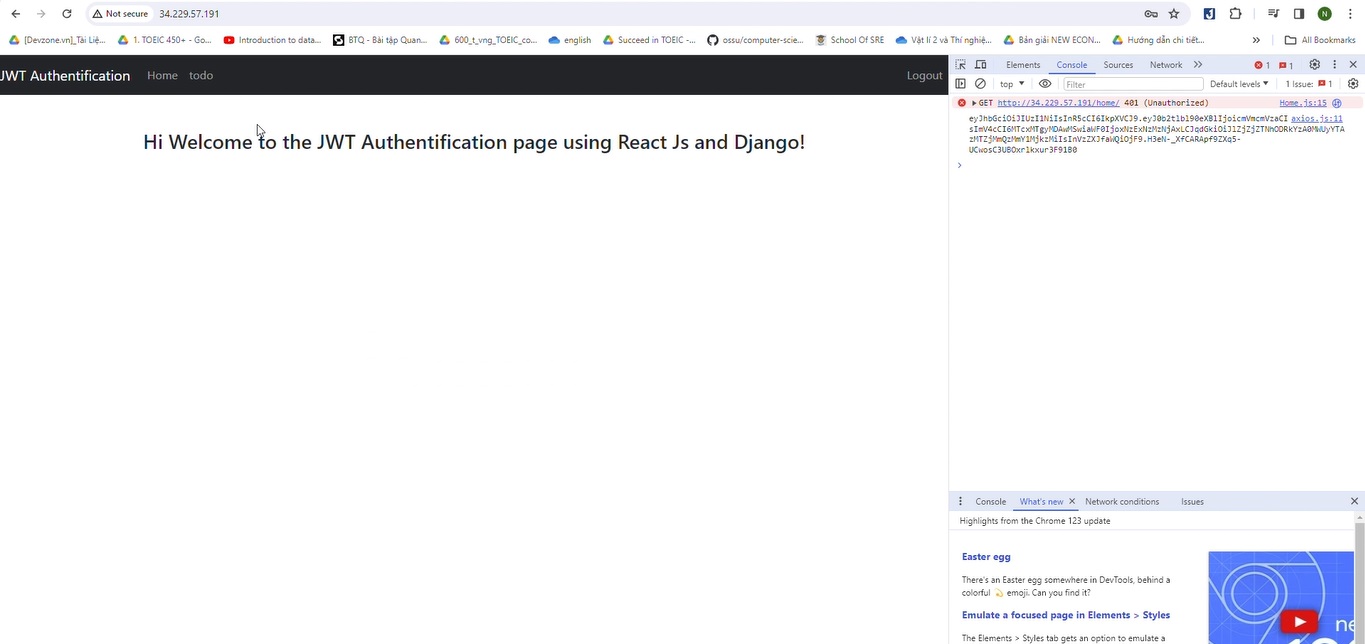 Not secure 34.229.57.191
N
[Devzone.vn]_Tài Liệ... 1. TOEIC 450+ - Go... Introduction to data... BTQ - Bài tập Quan... 600_t_vng_TOEIC_co... english Succeed in TOEIC -... ossu/computer-scie... School Of SRE Vật lí 2 và Thí nghiệ... Bản giải NEW ECON... Hướng dẫn chi tiết... » All Bookmarks
JWT Authentification Home todo Logout
Hi Welcome to the JWT Authentification page using React Js and Django!
Elements Console Sources Network » 1 1
top Filter Default levels 1 Issue: 1
GET http://34.229.57.191/home/ 401 (Unauthorized) Home.js:15
axios.js:11
Console What's new Network conditions Issues
Highlights from the Chrome 123 update
Easter egg
There's an Easter egg somewhere in DevTools, behind a
colorful 💫 emoji. Can you find it?
Emulate a focused page in Elements > Styles
The Elements > Styles tab gets an option to emulate a
ne